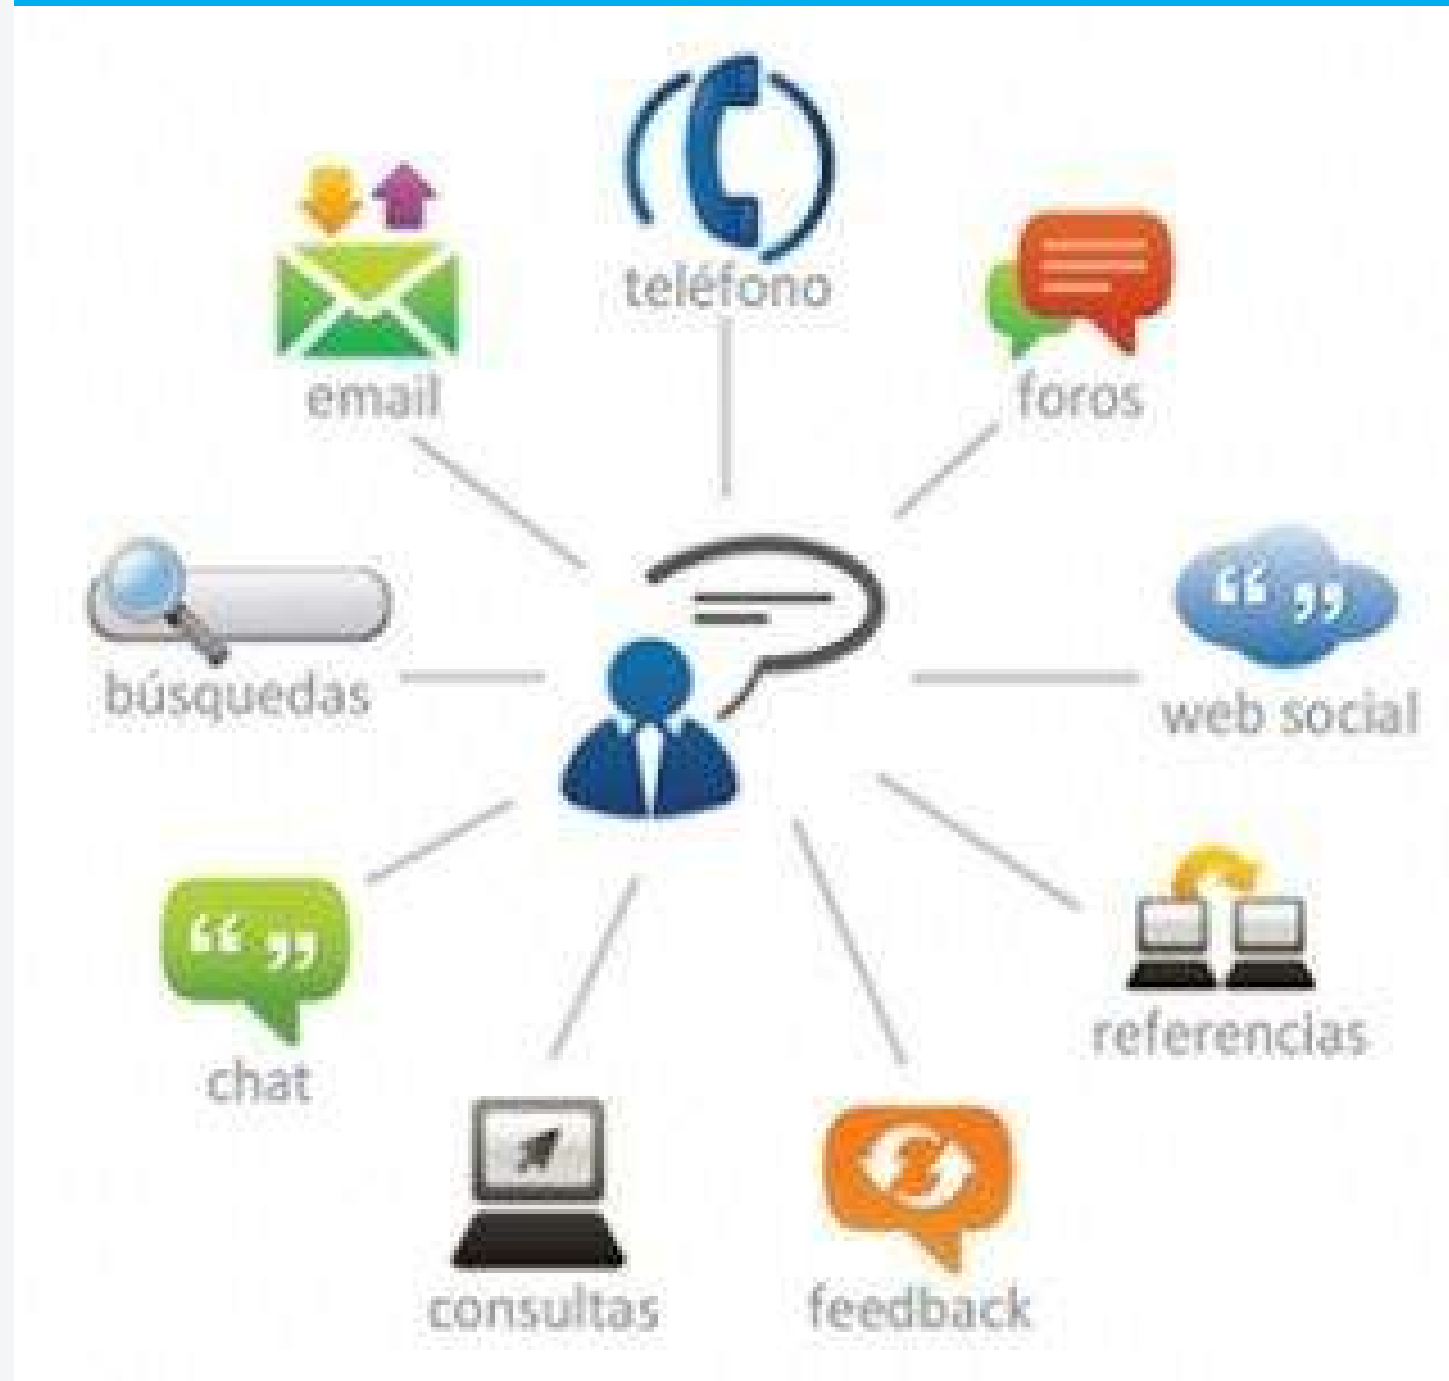 teléfono
email
foros
búsquedas
web social
chat
referencias
consultas
feedback